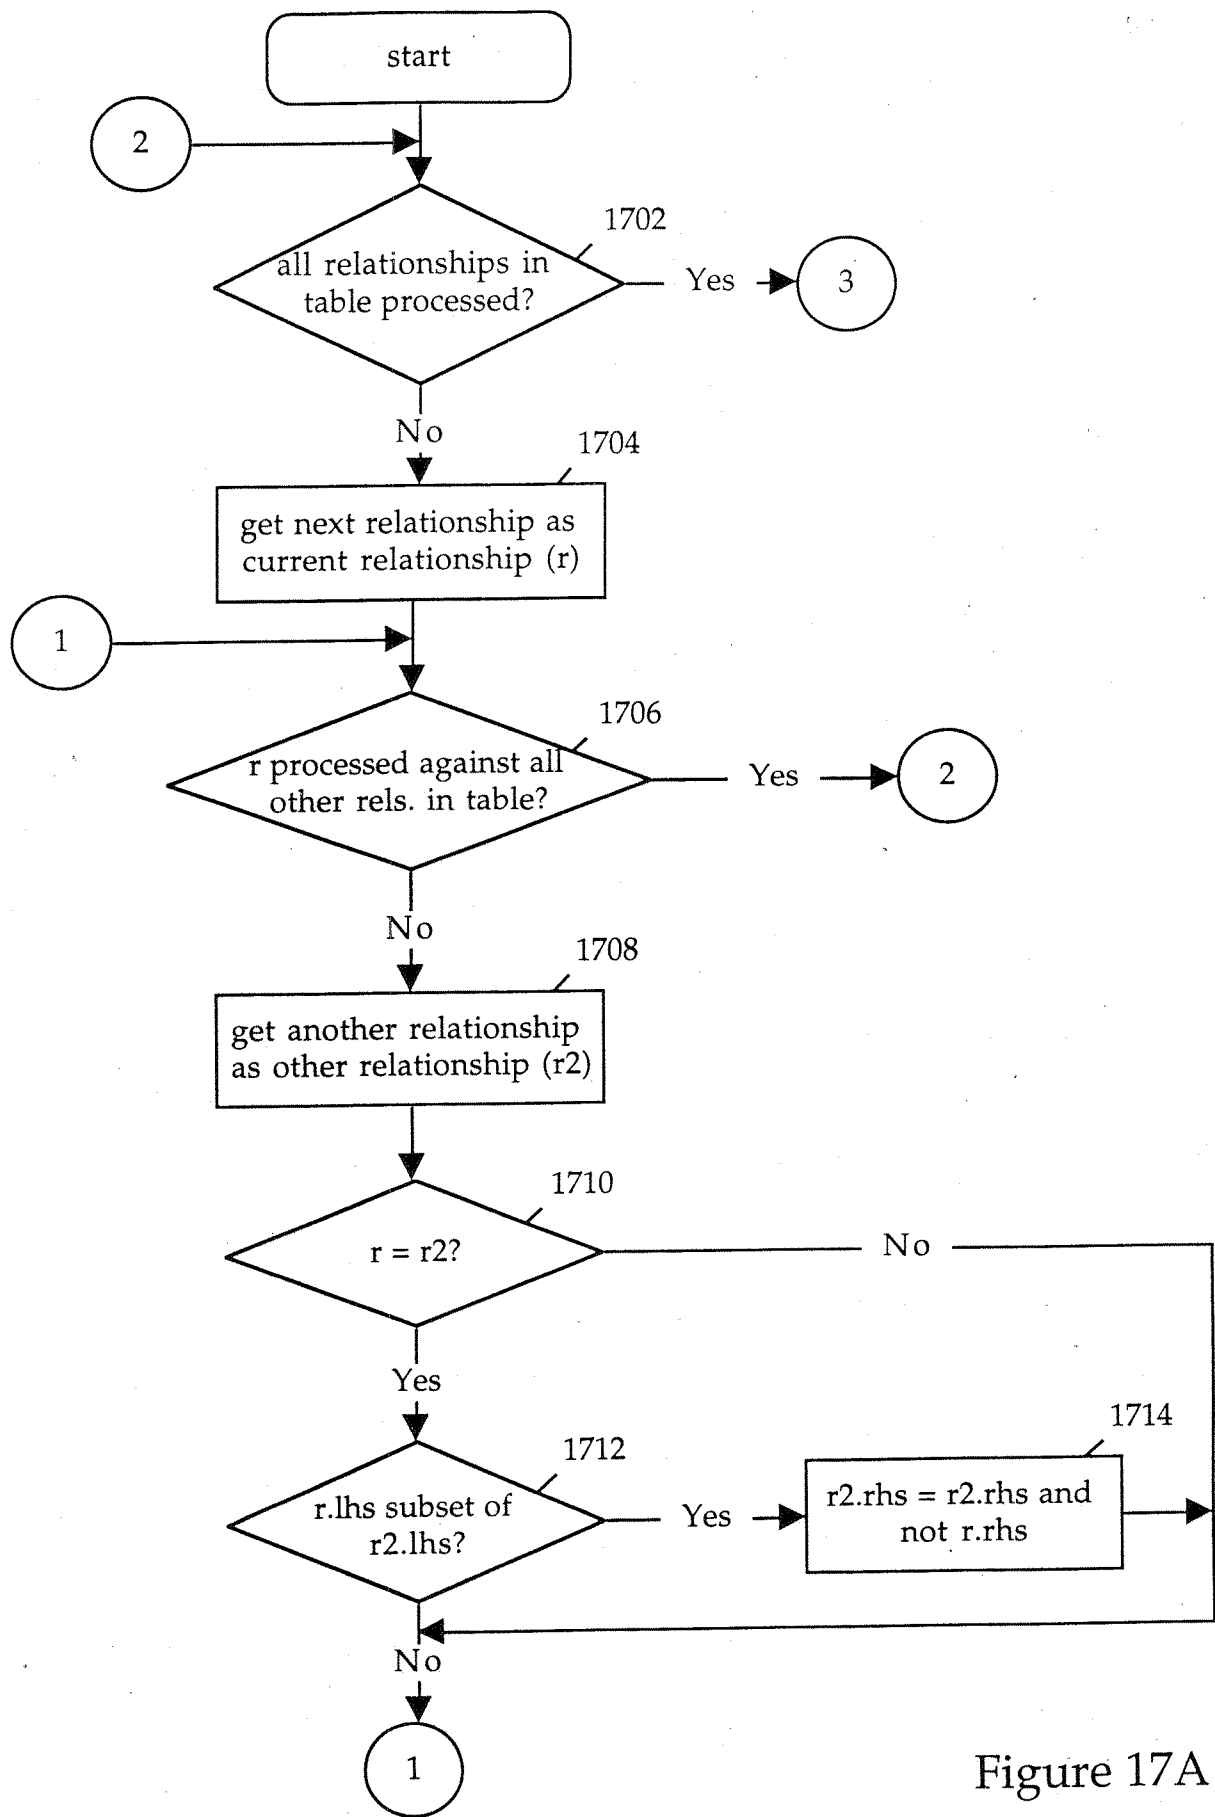 start
2
1702
all relationships in
table processed?
Yes
3
No
1704
get next relationship as
current relationship (r)
1
1706
r processed against all
other rels. in table?
Yes
2
No
1708
get another relationship
as other relationship (r2)
1710
r = r2?
No
Yes
1712
r.lhs subset of
r2.lhs?
Yes
1714
r2.rhs = r2.rhs and
not r.rhs
No
1
Figure 17A